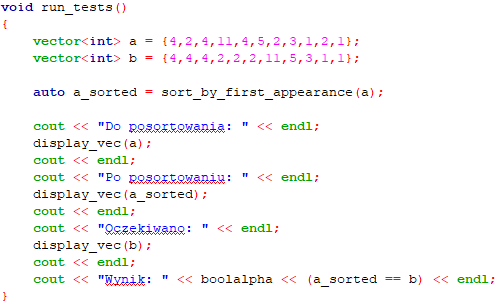 void run_tests()
{
    vector<int> a = {4,2,4,11,4,5,2,3,1,2,1};
    vector<int> b = {4,4,4,2,2,2,11,5,3,1,1};

    auto a_sorted = sort_by_first_appearance(a);

    cout << "Do posortowania: " << endl;
    display_vec(a);
    cout << endl;
    cout << "Po posortowaniu: " << endl;
    display_vec(a_sorted);
    cout << endl;
    cout << "Oczekiwano: " << endl;
    display_vec(b);
    cout << endl;
    cout << "Wynik: " << boolalpha << (a_sorted == b) << endl;
}